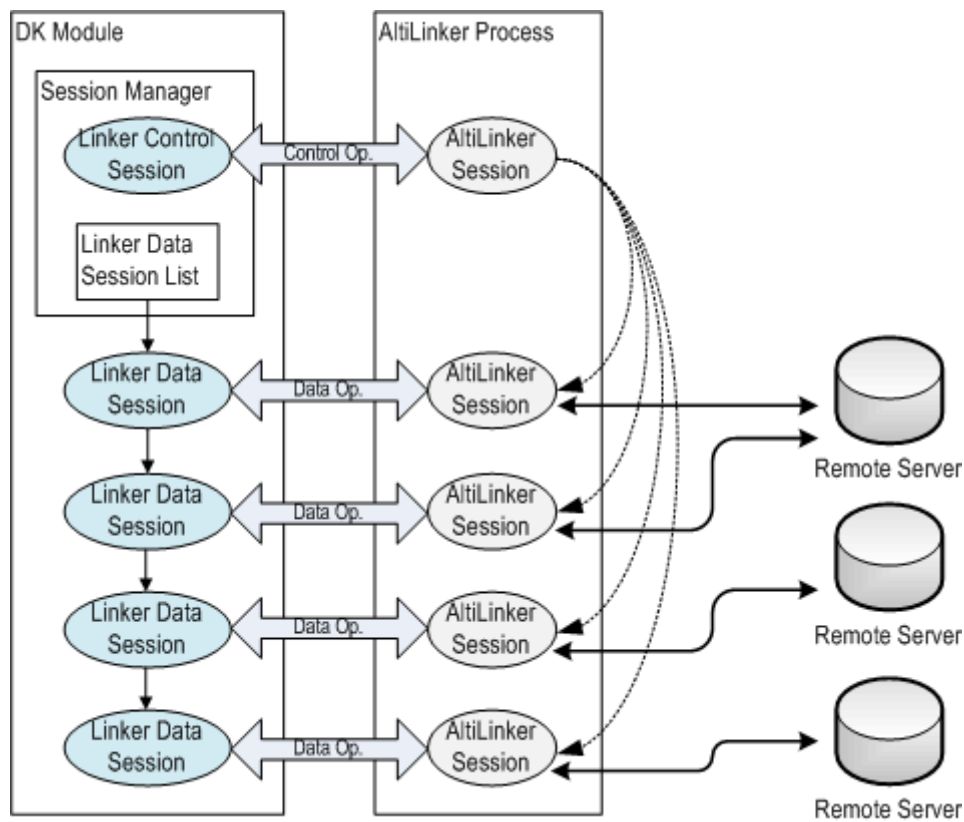 DK Module
AltiLinker Process
Session Manager
Linker Control
Session
Control Op.
AltiLinker
Session
Linker Data
Session List
Linker Data
Session
Data Op.
AltiLinker
Session
Remote Server
Linker Data
Session
Data Op.
AltiLinker
Session
Remote Server
Linker Data
Session
Data Op.
AltiLinker
Session
Linker Data
Session
Data Op.
AltiLinker
Session
Remote Server